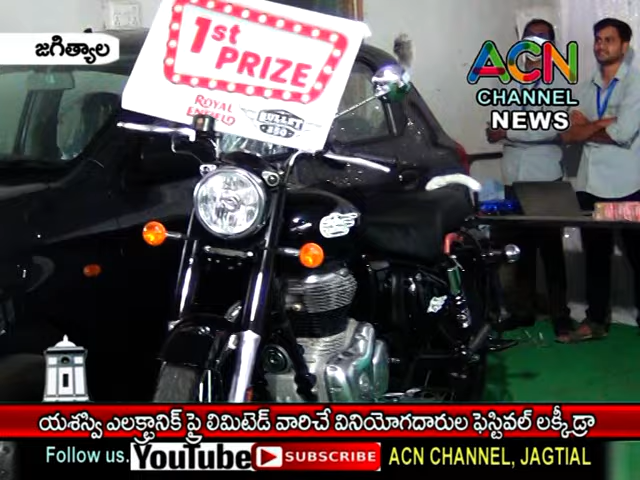 జగిత్యాల
1st
PRIZE
ROYAL
ENFIELD
BULLET
350
ACN
CHANNEL
NEWS
యశస్వి ఎలక్ట్రానిక్ ప్రై లిమిటెడ్ వారిచే వినియోగదారుల ఫెస్టివల్ లక్కీడ్రా
Follow us. YouTube SUBSCRIBE ACN CHANNEL, JAGTIAL